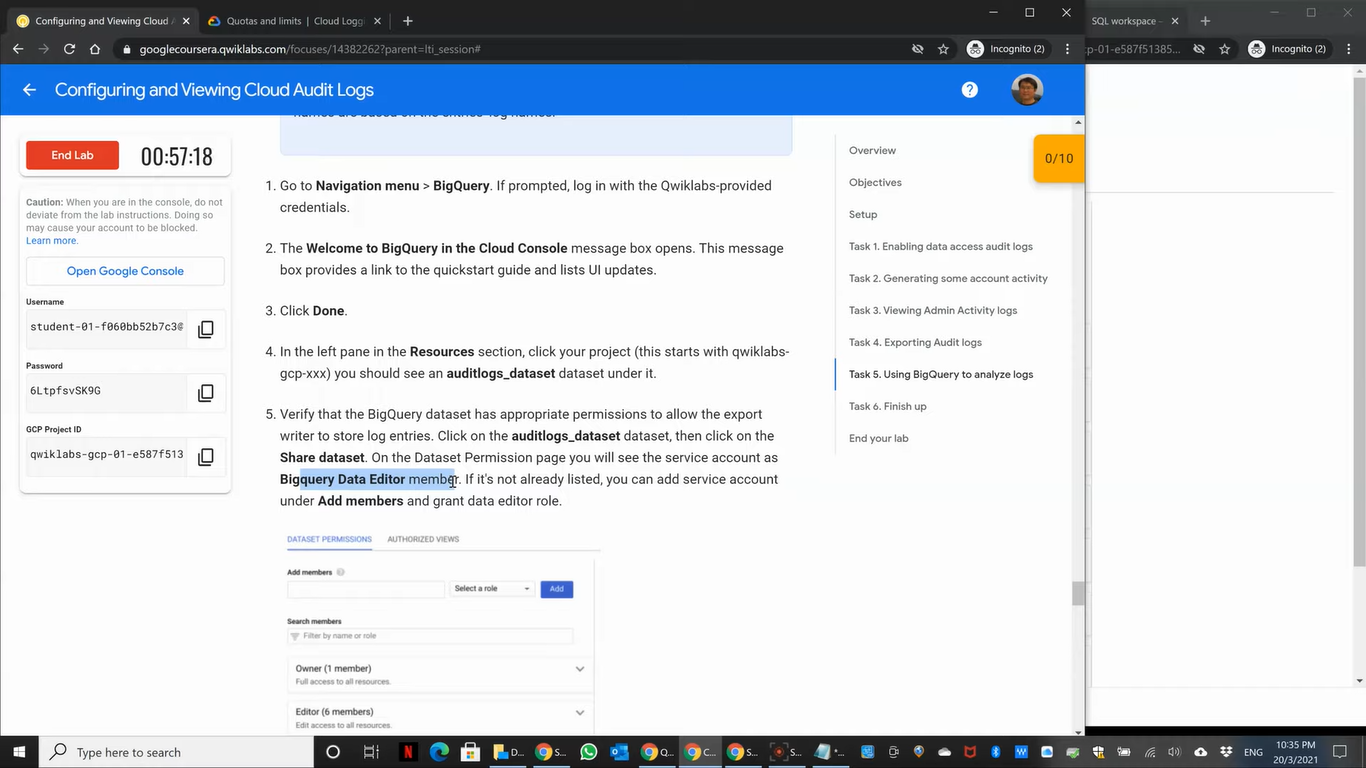 Configuring and Viewing Cloud A
Quotas and limits | Cloud Logg
SQL workspace –
googlecoursera.qwiklabs.com/focuses/14382262?parent=lti_session#
Incognito (2)
cp-01-e587f51385...
Incognito (2)
Configuring and Viewing Cloud Audit Logs
End Lab
00:57:18
0/10
Caution: When you are in the console, do not
deviate from the lab instructions. Doing so
may cause your account to be blocked.
Learn more.
Open Google Console
Username
student-01-f060bb52b7c3@
Password
6LtpfsvSK9G
GCP Project ID
qwiklabs-gcp-01-e587f513
names are based on the entries' log names.
1. Go to Navigation menu > BigQuery. If prompted, log in with the Qwiklabs-provided
credentials.
2. The Welcome to BigQuery in the Cloud Console message box opens. This message
box provides a link to the quickstart guide and lists UI updates.
3. Click Done.
4. In the left pane in the Resources section, click your project (this starts with qwiklabs-
gcp-xxx) you should see an auditlogs_dataset dataset under it.
5. Verify that the BigQuery dataset has appropriate permissions to allow the export
writer to store log entries. Click on the auditlogs_dataset dataset, then click on the
Share dataset. On the Dataset Permission page you will see the service account as
Bigquery Data Editor member. If it's not already listed, you can add service account
under Add members and grant data editor role.
DATASET PERMISSIONS
AUTHORIZED VIEWS
Add members
Select a role
Add
Search members
Filter by name or role
Owner (1 member)
Full access to all resources.
Editor (6 members)
Edit access to all resources.
Overview
Objectives
Setup
Task 1. Enabling data access audit logs
Task 2. Generating some account activity
Task 3. Viewing Admin Activity logs
Task 4. Exporting Audit logs
Task 5. Using BigQuery to analyze logs
Task 6. Finish up
End your lab
Type here to search
D...
S...
Q...
C...
S...
S...
*...
ENG
10:35 PM
20/3/2021